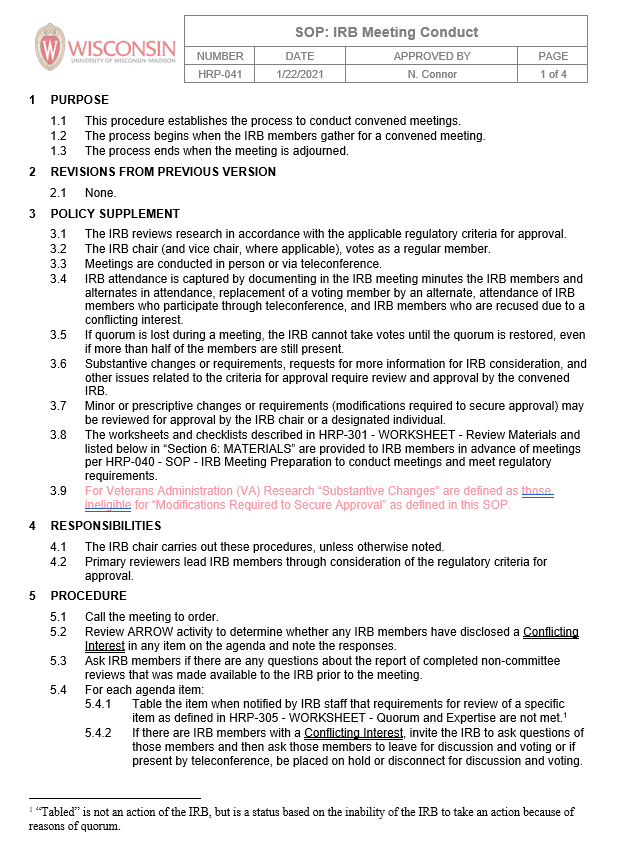 WISCONSIN
UNIVERSITY OF WISCONSIN-MADISON
SOP: IRB Meeting Conduct
NUMBER DATE APPROVED BY PAGE
HRP-041 1/22/2021 N. Connor 1 of 4
1 PURPOSE
1.1 This procedure establishes the process to conduct convened meetings.
1.2 The process begins when the IRB members gather for a convened meeting.
1.3 The process ends when the meeting is adjourned.
2 REVISIONS FROM PREVIOUS VERSION
2.1 None.
3 POLICY SUPPLEMENT
3.1 The IRB reviews research in accordance with the applicable regulatory criteria for approval.
3.2 The IRB chair (and vice chair, where applicable), votes as a regular member.
3.3 Meetings are conducted in person or via teleconference.
3.4 IRB attendance is captured by documenting in the IRB meeting minutes the IRB members and
alternates in attendance, replacement of a voting member by an alternate, attendance of IRB
members who participate through teleconference, and IRB members who are recused due to a
conflicting interest.
3.5 If quorum is lost during a meeting, the IRB cannot take votes until the quorum is restored, even
if more than half of the members are still present.
3.6 Substantive changes or requirements, requests for more information for IRB consideration, and
other issues related to the criteria for approval require review and approval by the convened
IRB.
3.7 Minor or prescriptive changes or requirements (modifications required to secure approval) may
be reviewed for approval by the IRB chair or a designated individual.
3.8 The worksheets and checklists described in HRP-301 - WORKSHEET - Review Materials and
listed below in “Section 6: MATERIALS” are provided to IRB members in advance of meetings
per HRP-040 - SOP - IRB Meeting Preparation to conduct meetings and meet regulatory
requirements.
3.9 For Veterans Administration (VA) Research “Substantive Changes” are defined as those
ineligible for “Modifications Required to Secure Approval” as defined in this SOP.
4 RESPONSIBILITIES
4.1 The IRB chair carries out these procedures, unless otherwise noted.
4.2 Primary reviewers lead IRB members through consideration of the regulatory criteria for
approval.
5 PROCEDURE
5.1 Call the meeting to order.
5.2 Review ARROW activity to determine whether any IRB members have disclosed a Conflicting
Interest in any item on the agenda and note the responses.
5.3 Ask IRB members if there are any questions about the report of completed non-committee
reviews that was made available to the IRB prior to the meeting.
5.4 For each agenda item:
5.4.1 Table the item when notified by IRB staff that requirements for review of a specific
item as defined in HRP-305 - WORKSHEET - Quorum and Expertise are not met.¹
5.4.2 If there are IRB members with a Conflicting Interest, invite the IRB to ask questions of
those members and then ask those members to leave for discussion and voting or if
present by teleconference, be placed on hold or disconnect for discussion and voting.
¹ “Tabled” is not an action of the IRB, but is a status based on the inability of the IRB to take an action because of
reasons of quorum.